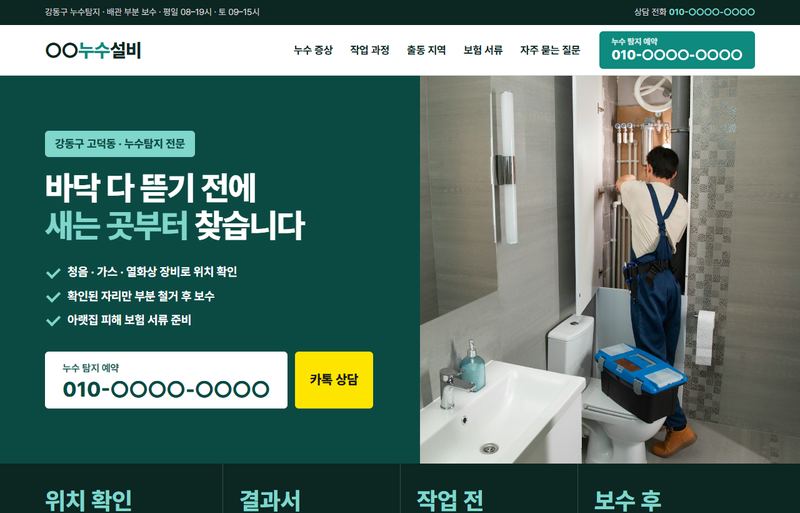 강동구 누수탐지 · 배관 부분 보수 · 평일 08–19시 · 토 09–15시
상담 전화 010-○○○○-○○○○
○○누수설비
누수 증상
작업 과정
출동 지역
보험 서류
자주 묻는 질문
누수 탐지 예약
010-○○○○-○○○○
강동구 고덕동 · 누수탐지 전문
바닥 다 뜯기 전에
새는 곳부터 찾습니다
청음 · 가스 · 열화상 장비로 위치 확인
확인된 자리만 부분 철거 후 보수
아랫집 피해 보험 서류 준비
누수 탐지 예약
010-○○○○-○○○○
카톡 상담
위치 확인
결과서
작업 전
보수 후